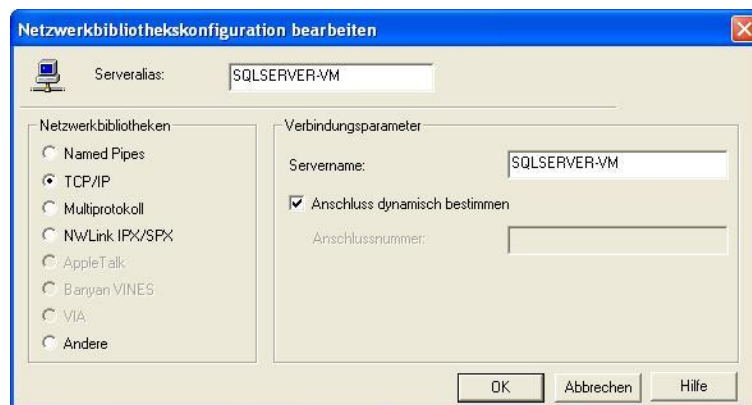 Netzwerkbibliothekskonfiguration bearbeiten
Serveralias:
SQLSERVER-VM
Netzwerkbibliotheken
Named Pipes
TCP/IP
Multiprotokoll
NWLink IPX/SPX
AppleTalk
Banyan VINES
VIA
Andere
Verbindungsparameter
Servername:
SQLSERVER-VM
Anschluss dynamisch bestimmen
Anschlussnummer:
OK
Abbrechen
Hilfe